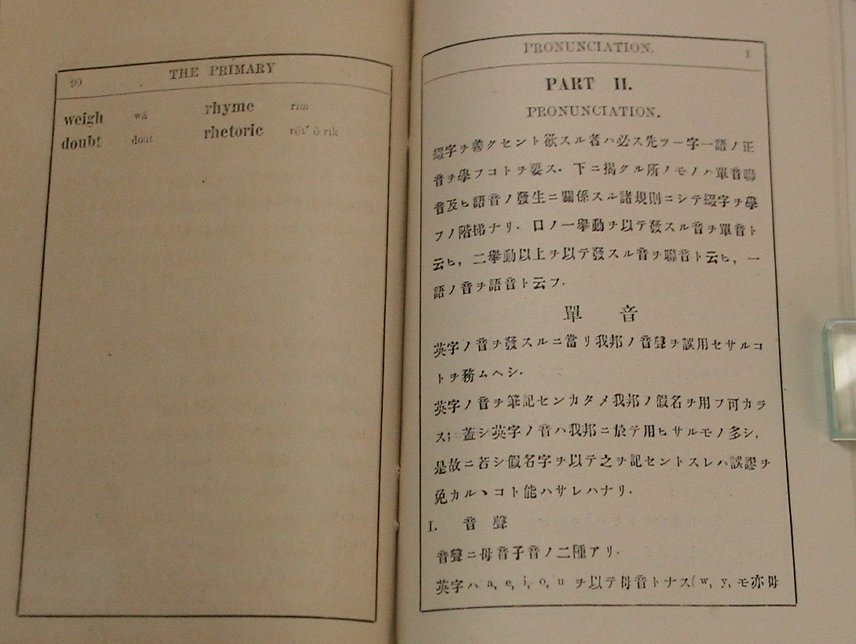 90 THE PRIMARY
weigh wā rhyme rīm
doubt dout rhetoric rĕt′ ō rik
PRONUNCIATION. 1
PART II.
PRONUNCIATION.
綴字ヲ善クセント欲スル者ハ必ス先ツ一字一語ノ正
音ヲ學フコトヲ要ス. 下ニ揭クル所ノモノハ單音聯
音及ヒ語音ノ發生ニ關係スル諸規則ニシテ綴字ヲ學
フノ階梯ナリ. 口ノ一擧動ヲ以テ發スル音ヲ單音ト
云ヒ, 二擧動以上ヲ以テ發スル音ヲ聯音ト云ヒ, 一
語ノ音ヲ語音ト云フ.
單 音
英字ノ音ヲ發スルニ當リ我邦ノ音聲ヲ誤用セサルコ
トヲ務ムヘシ.
英字ノ音ヲ筆記センカタメ我邦ノ假名ヲ用フ可カラ
ス; 蓋シ英字ノ音ハ我邦ニ於テ用ヒサルモノ多シ,
是故ニ若シ假名字ヲ以テ之ヲ記セントスレハ誤謬ヲ
免カルヽコト能ハサレハナリ.
I. 音 聲
音聲ニ母音子音ノ二種アリ.
英字ハ a, e, i, o, u ヲ以テ母音トナス(w, y, モ亦母